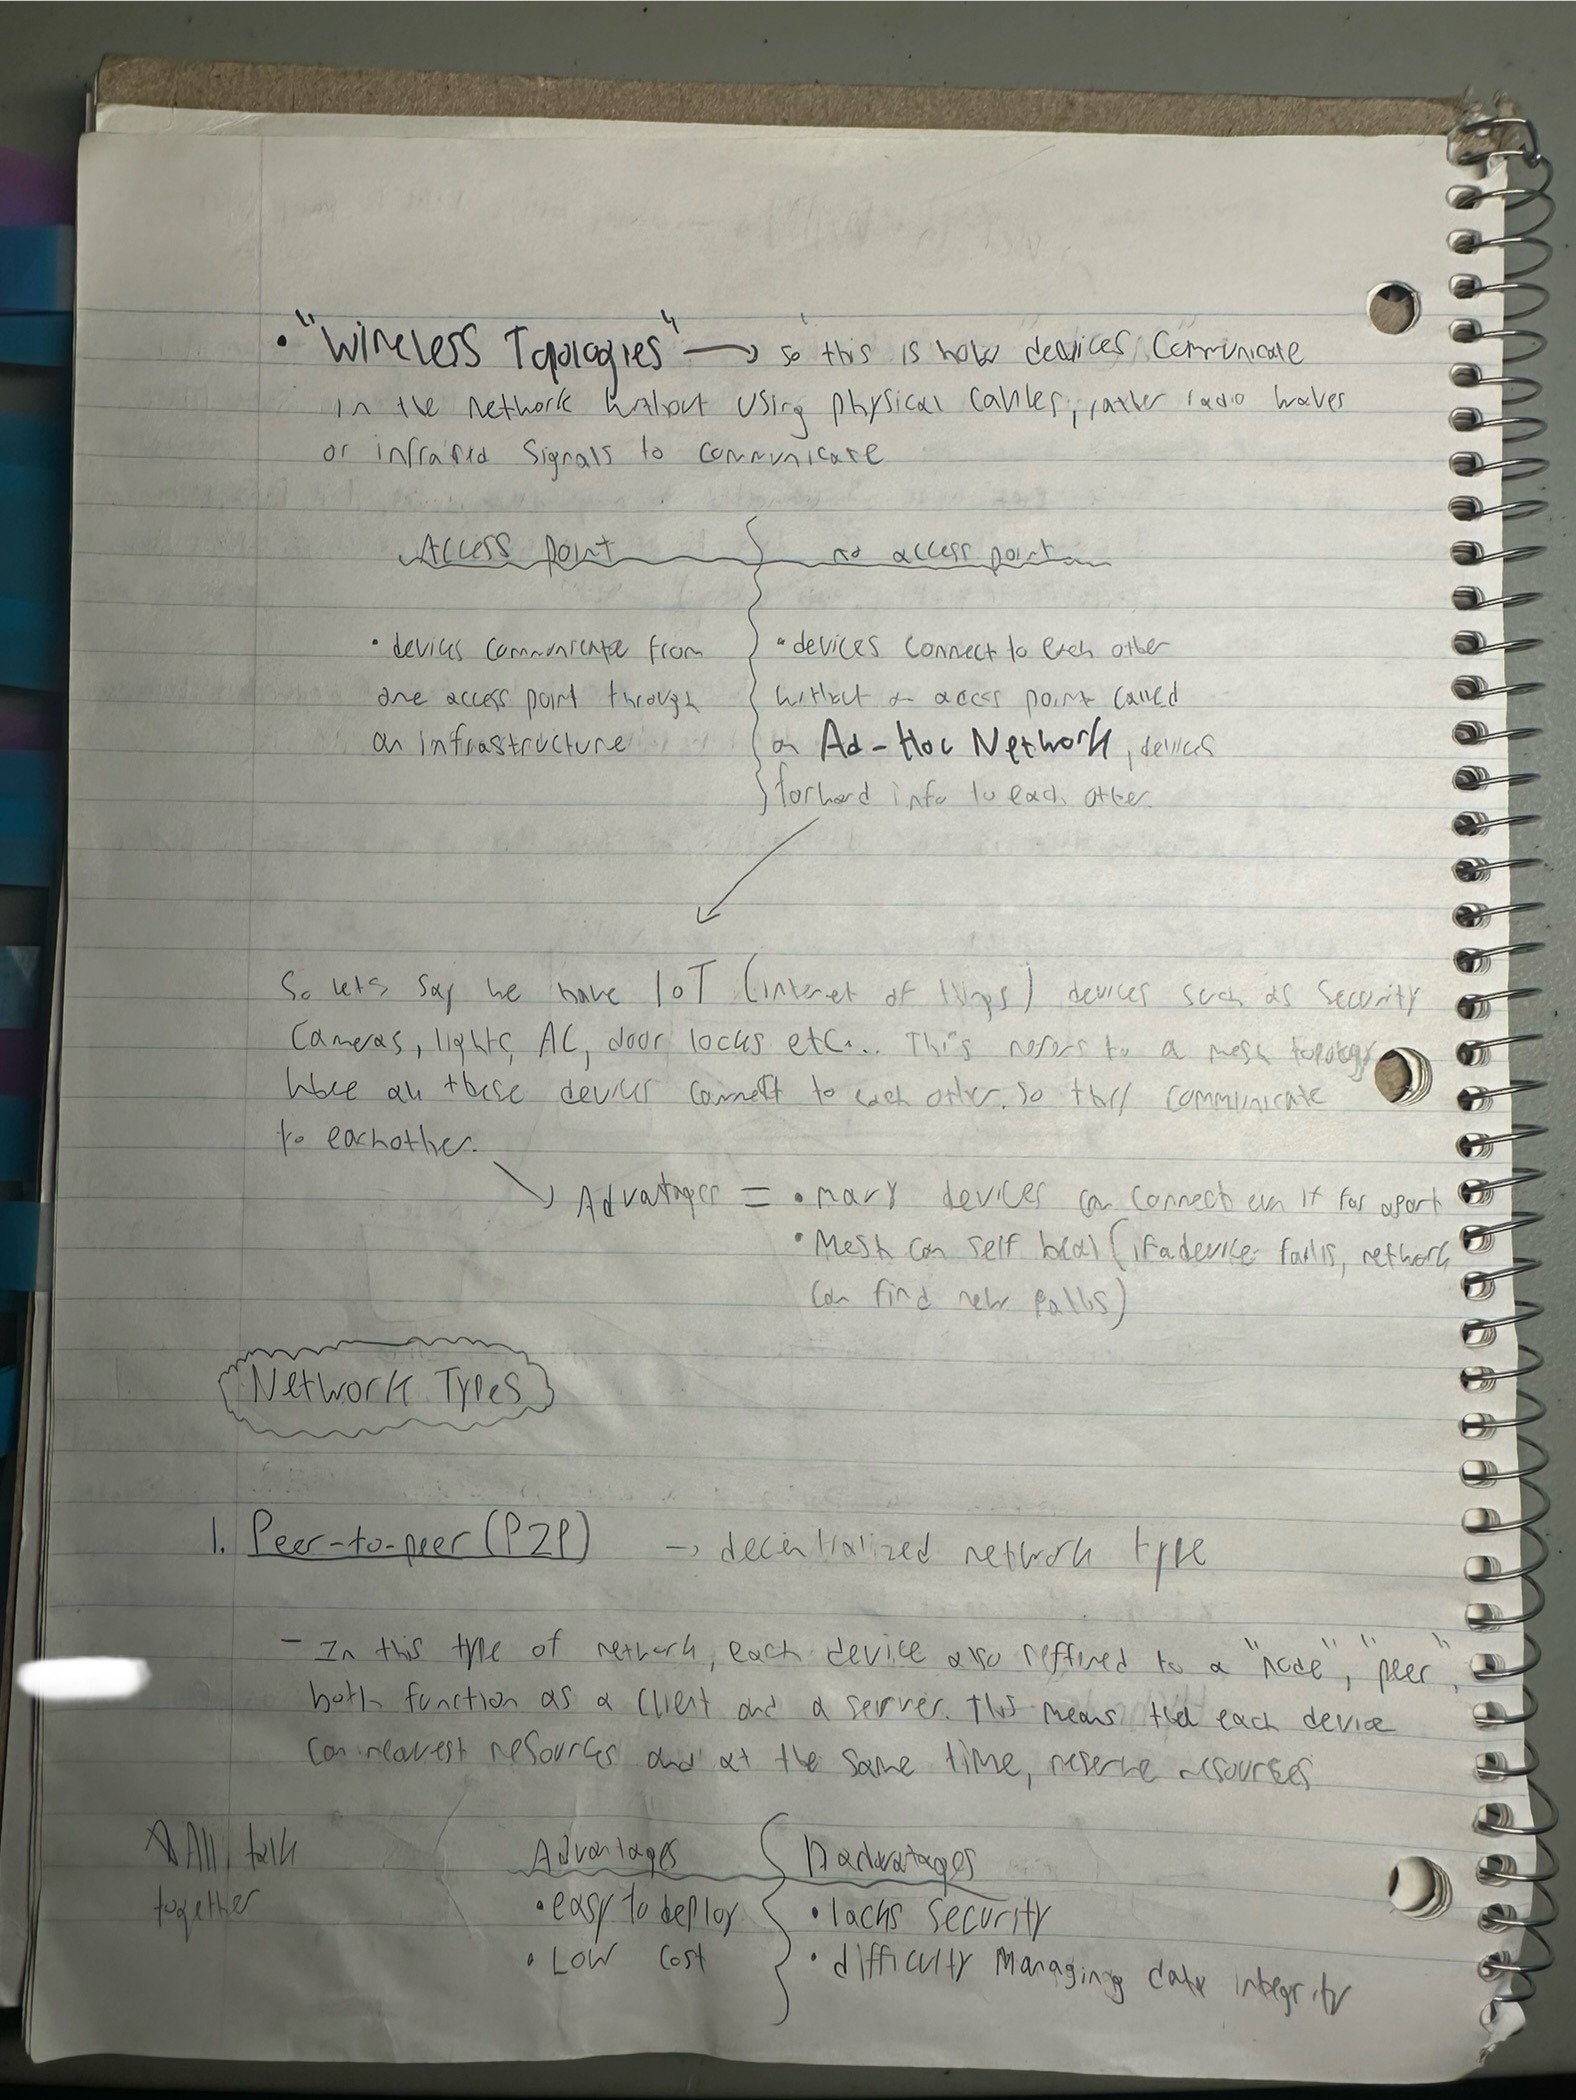 • "Wireless Topologies" → so this is how devices communicate
in the network without using physical cables, rather radio waves
or infrared signals to communicate
Access point
no access point
• devices communicate from
one access point through
an infrastructure
• devices connect to each other
without an acces point called
an Ad-Hoc Network, devices
forward info to each other
So lets say we have IoT (internet of things) devices such as security
cameras, lights, AC, door locks etc... This refers to a mesh topology
where all these devices connect to each other. So they communicate
to eachother.
Advantages = • many devices can connect even if far apart
• Mesh can self heal (if a device fails, network
can find new paths)
Network Types
1. Peer-to-peer (P2P) → decentralized network type
- In this type of network, each device also reffered to a "node", "peer",
both function as a client and a server. This means that each device
can resources and at the same time, reserve resources
All talk
together
Advantages
• easy to deploy
• Low cost
• lacks security
• difficulty Managing data integrity